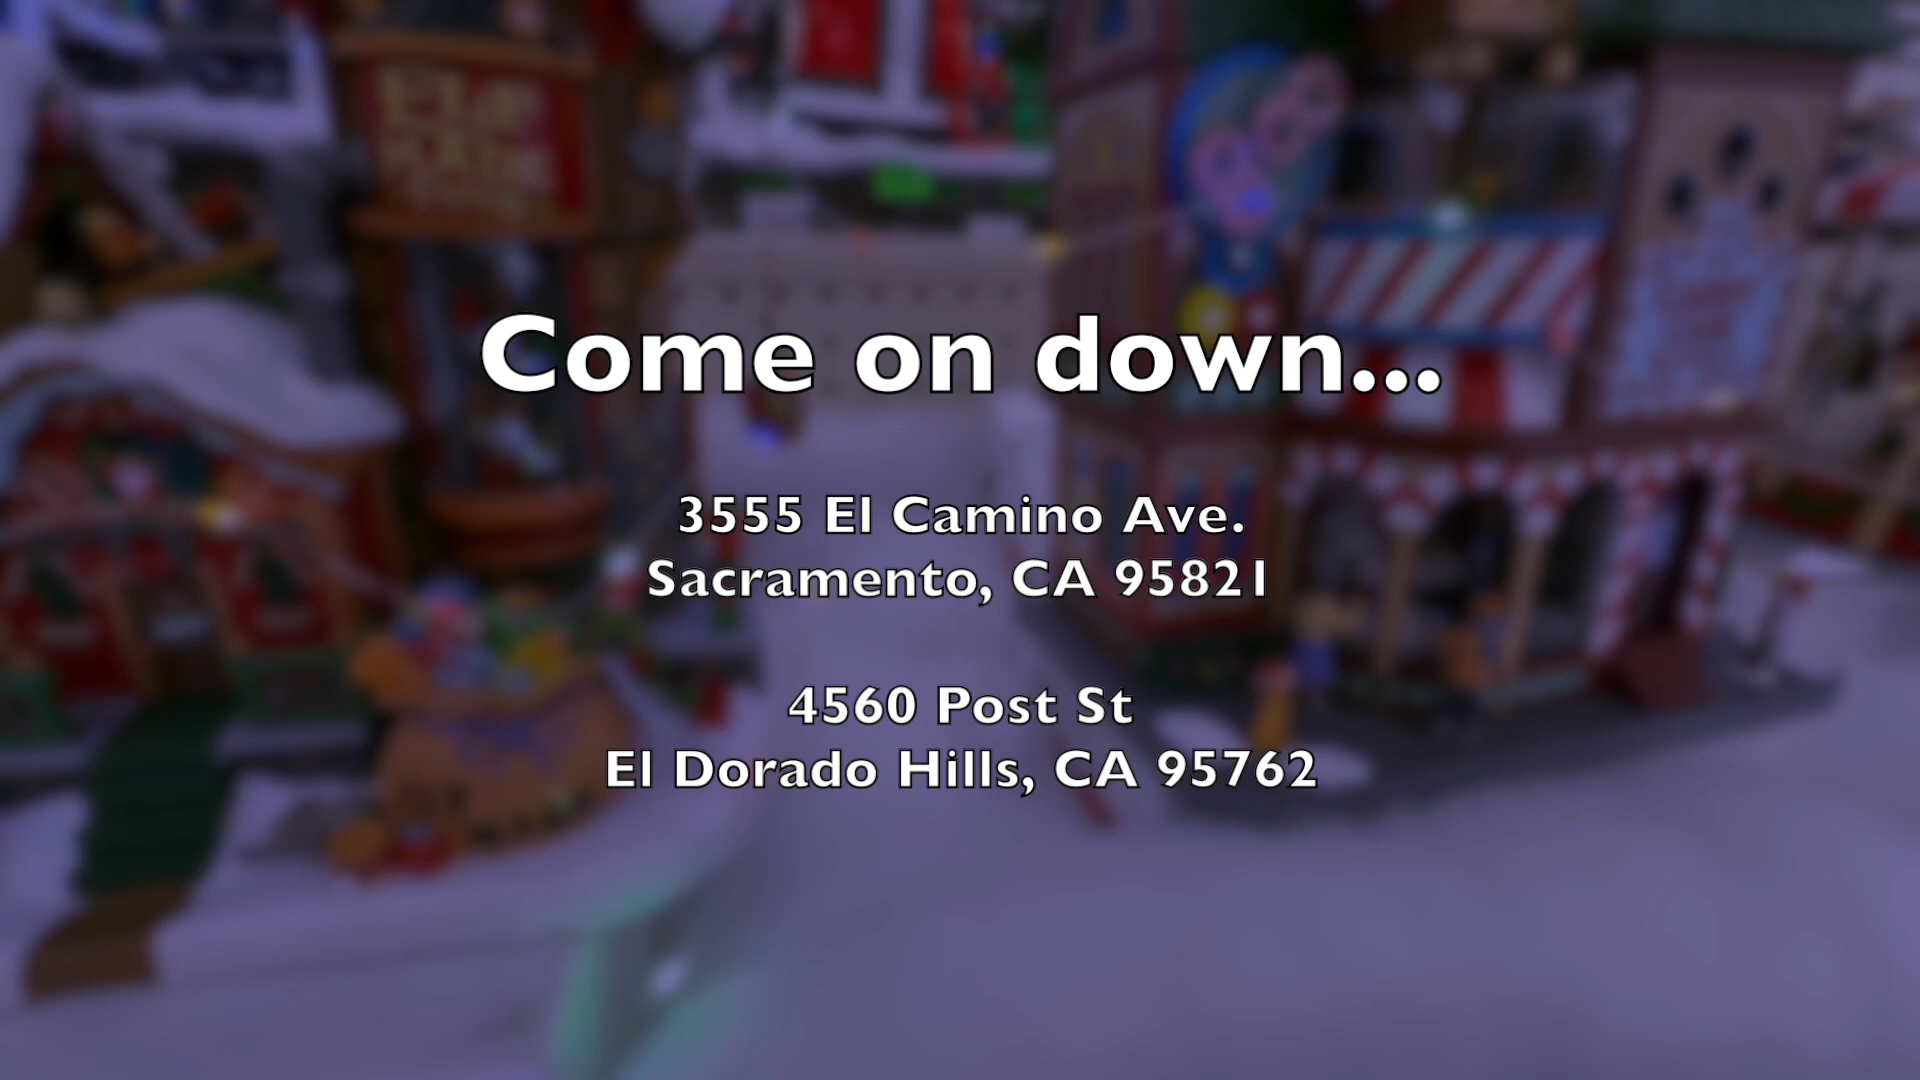 Come on down...
3555 El Camino Ave.
Sacramento, CA 95821
4560 Post St
El Dorado Hills, CA 95762